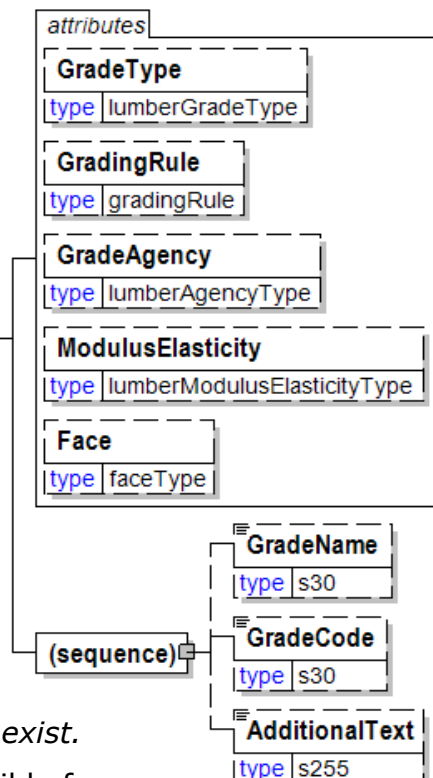 attributes
GradeType
type lumberGradeType
GradingRule
type gradingRule
GradeAgency
type lumberAgencyType
ModulusElasticity
type lumberModulusElasticityType
Face
type faceType
GradeName
type s30
(sequence)
GradeCode
type s30
exist.
AdditionalText
type s255